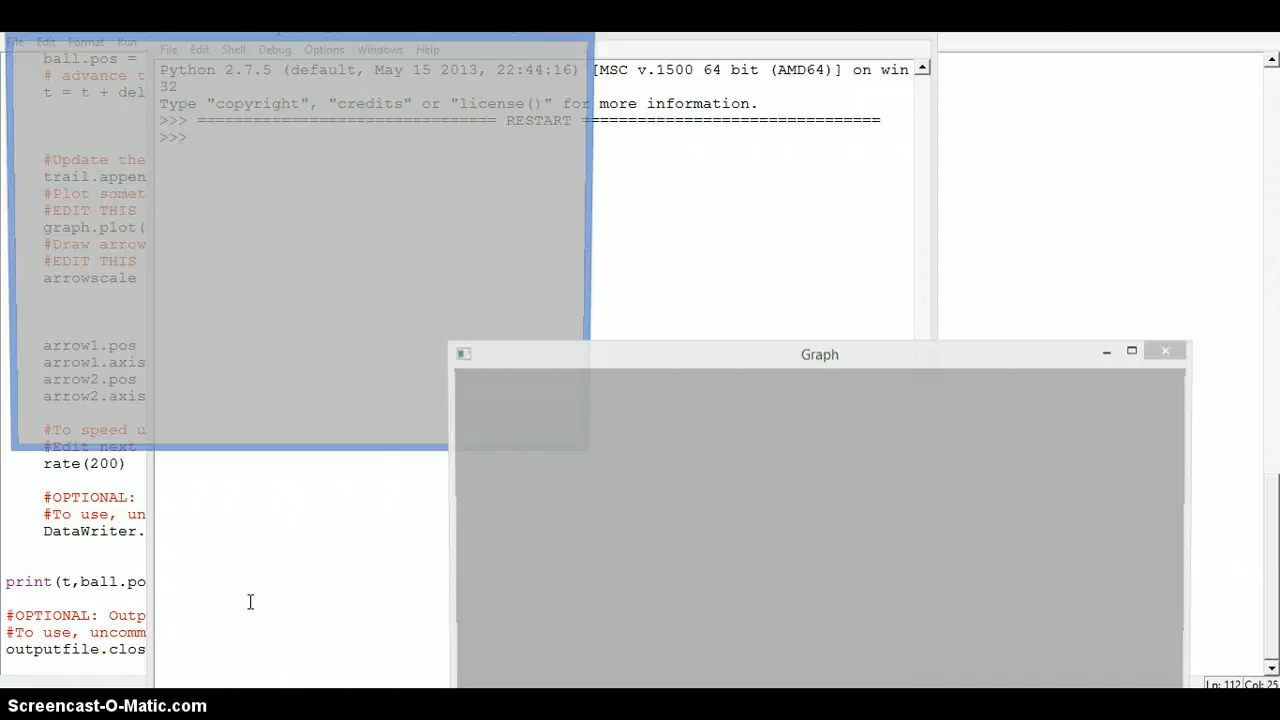 File Edit Format Run
File Edit Shell Debug Options Windows Help
Python 2.7.5 (default, May 15 2013, 22:44:16) [MSC v.1500 64 bit (AMD64)] on win
32
Type "copyright", "credits" or "license()" for more information.
>>> ================================ RESTART ================================
>>>
ball.pos =
# advance t
t = t + del
#Update the
trail.appen
#Plot somet
#EDIT THIS
graph.plot(
#Draw arrow
#EDIT THIS
arrowscale
arrow1.pos
arrow1.axis
arrow2.pos
arrow2.axis
#To speed u
#Edit next
rate(200)
#OPTIONAL:
#To use, un
DataWriter.
print(t,ball.po
#OPTIONAL: Outp
#To use, uncomm
outputfile.clos
Graph
Ln: 112 Col: 25
Screencast-O-Matic.com